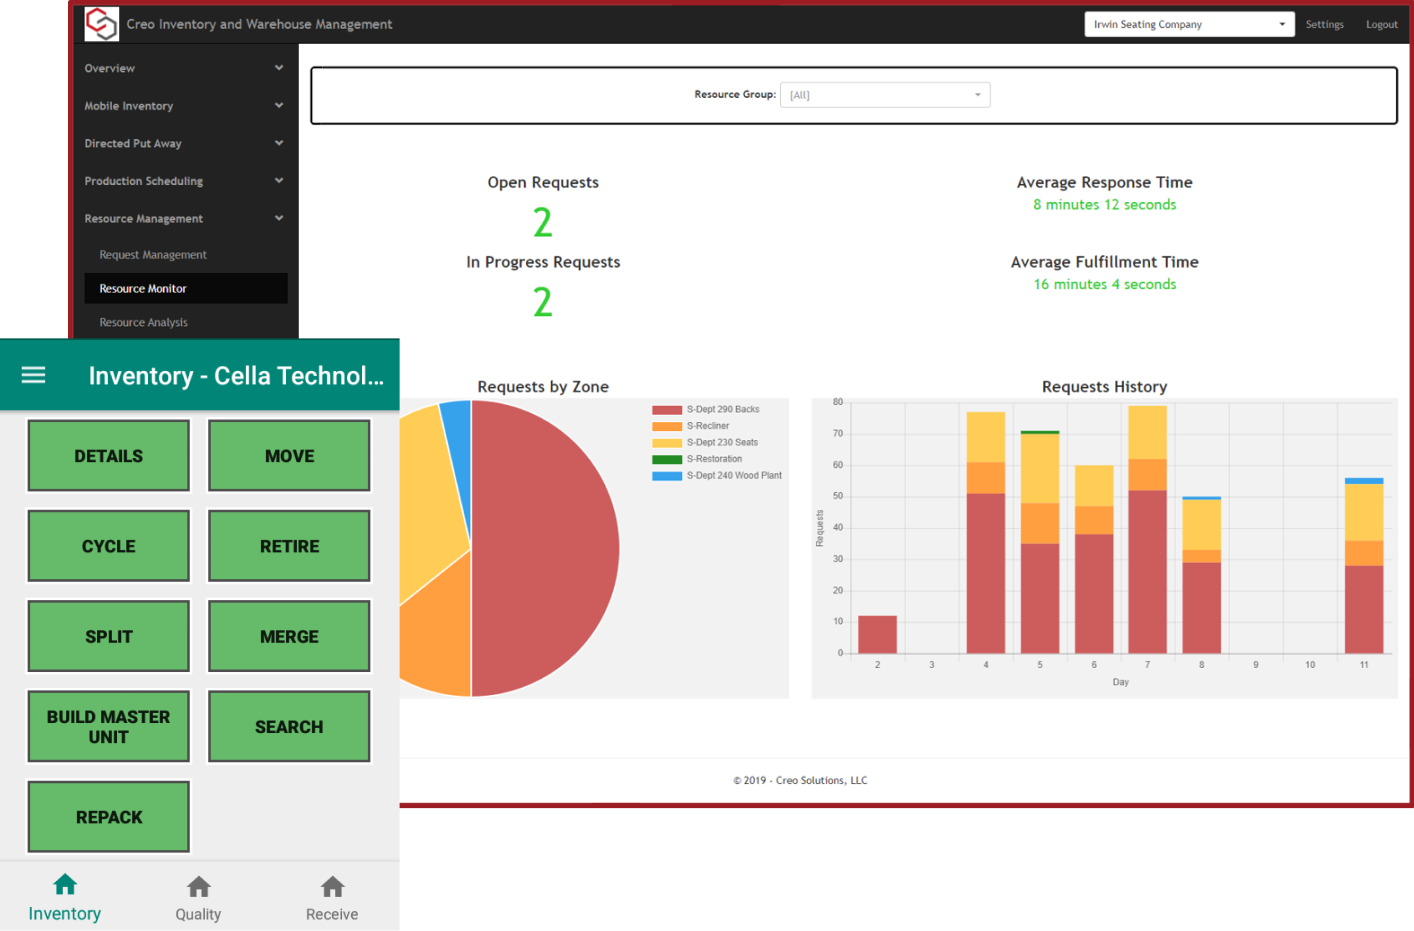 Creo Inventory and Warehouse Management
Irwin Seating Company
Settings
Logout
Overview
Mobile Inventory
Directed Put Away
Production Scheduling
Resource Management
Request Management
Resource Monitor
Resource Analysis
Resource Group:
[All]
Open Requests
2
In Progress Requests
2
Average Response Time
8 minutes 12 seconds
Average Fulfillment Time
16 minutes 4 seconds
Requests by Zone
S-Dept 290 Backs
S-Recliner
S-Dept 230 Seats
S-Restoration
S-Dept 240 Wood Plant
Requests History
80
70
60
50
40
30
20
10
0
Requests
2 3 4 5 6 7 8 9 10 11
Day
© 2019 - Creo Solutions, LLC
Inventory - Cella Technol...
DETAILS
MOVE
CYCLE
RETIRE
SPLIT
MERGE
BUILD MASTER
UNIT
SEARCH
REPACK
Inventory
Quality
Receive